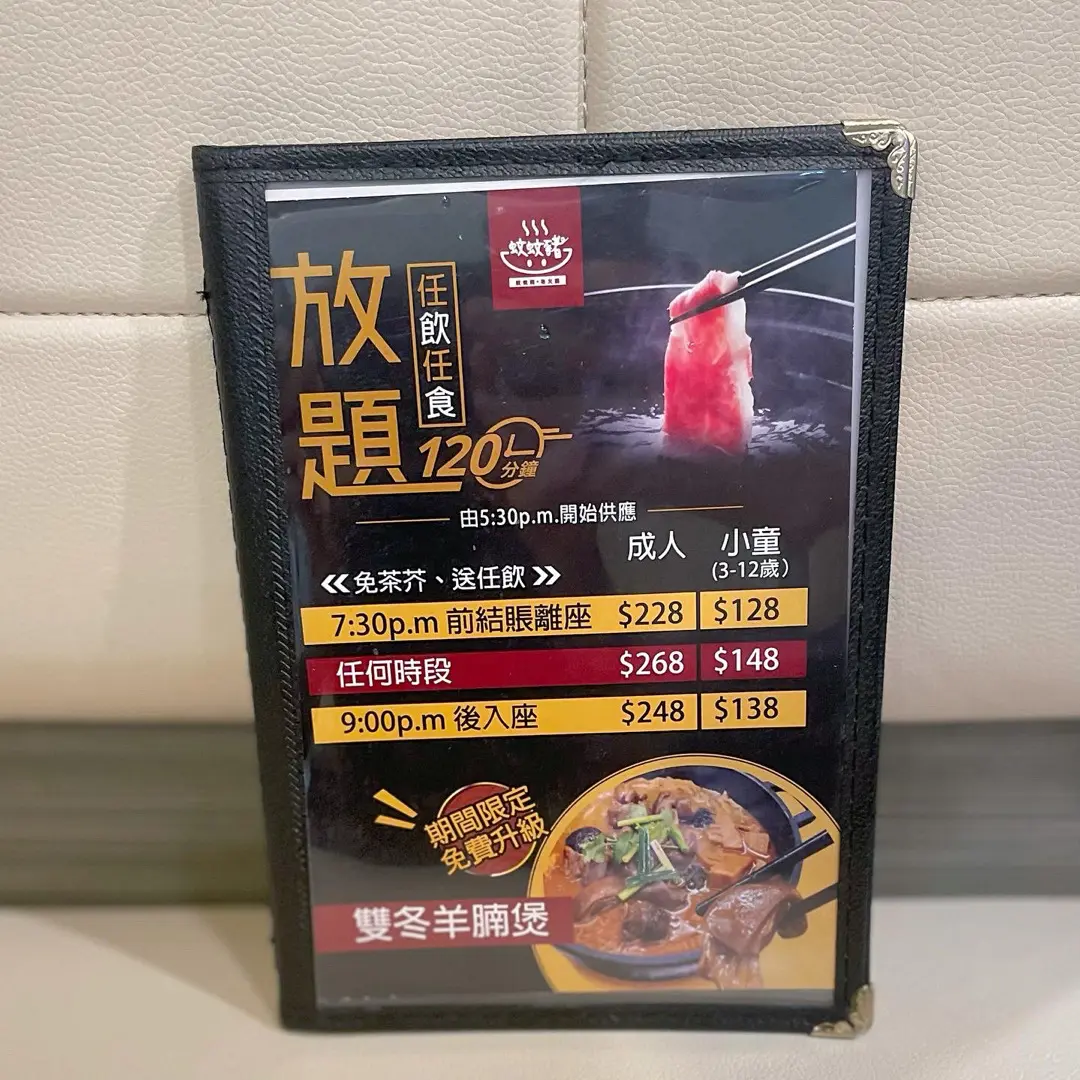 蚊蚊豬
放題
任飲任食
120分鐘
由5:30p.m.開始供應
成人 小童
(3-12歲)
《免茶芥、送任飲》
7:30p.m 前結賬離座 $228 $128
任何時段 $268 $148
9:00p.m 後入座 $248 $138
期間限定
免費升級
雙冬羊腩煲